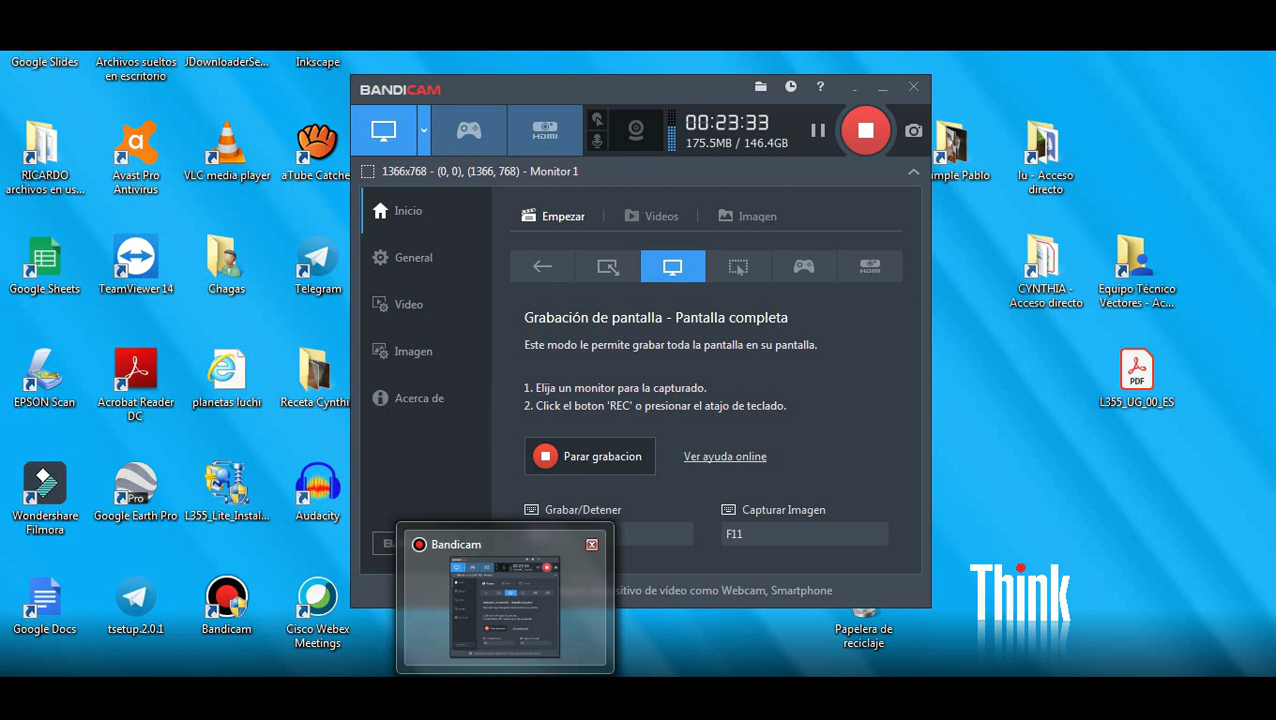 Google Slides
Archivos sueltos
en escritorio
JDownloaderSe...
Inkscape
RICARDO
archivos en us...
Avast Pro
Antivirus
VLC media player
aTube Catche
Google Sheets
TeamViewer 14
Chagas
Telegram
EPSON Scan
Acrobat Reader
DC
planetas luchi
Receta Cynthi
Wondershare
Filmora
Google Earth Pro
Pro
L355_Lite_Instal...
Audacity
Google Docs
tsetup.2.0.1
Bandicam
Cisco Webex
Meetings
BANDICAM
HDMI
00:23:33
175.5MB / 146.4GB
1366x768 - (0, 0), (1366, 768) - Monitor 1
Inicio
General
Video
Imagen
Acerca de
Empezar
Videos
Imagen
HDMI
Grabación de pantalla - Pantalla completa
Este modo le permite grabar toda la pantalla en su pantalla.
1. Elija un monitor para la capturado.
2. Click el boton 'REC' o presionar el atajo de teclado.
Parar grabacion
Ver ayuda online
Grabar/Detener
Capturar Imagen
F11
Bandicam
sitivo de vídeo como Webcam, Smartphone
umple Pablo
lu - Acceso
directo
CYNTHIA -
Acceso directo
Equipo Técnico
Vectores - Ac...
PDF
L355_UG_00_ES
Think
Papelera de
reciclaje